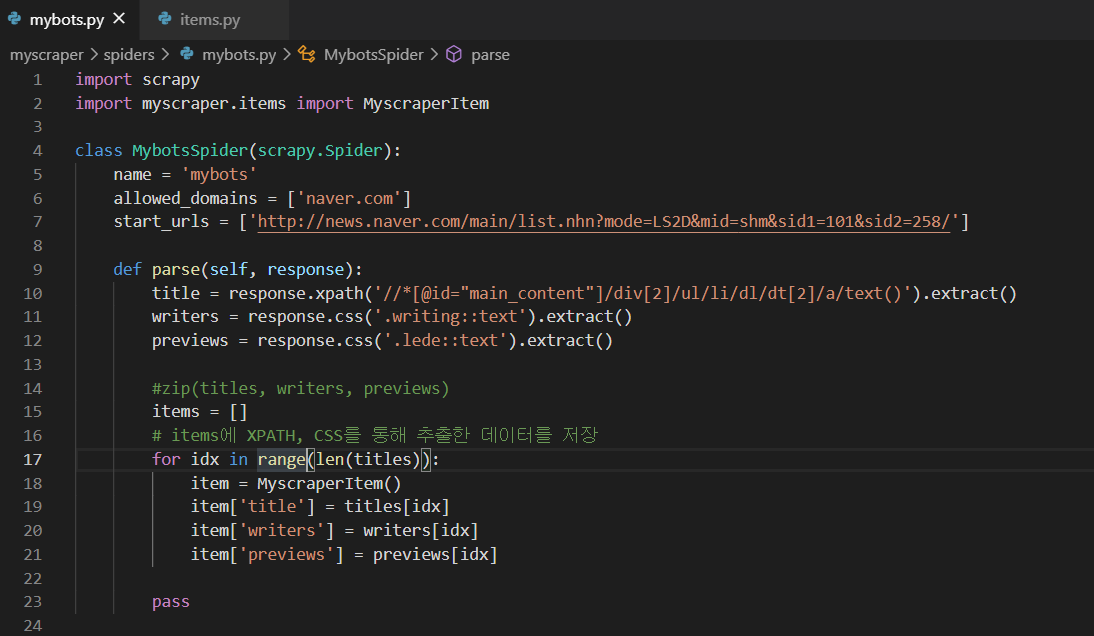 mybots.py ×
items.py
myscraper > spiders > mybots.py > MybotsSpider > parse
1 import scrapy
2 import myscraper.items import MyscraperItem
3
4 class MybotsSpider(scrapy.Spider):
5     name = 'mybots'
6     allowed_domains = ['naver.com']
7     start_urls = ['http://news.naver.com/main/list.nhn?mode=LS2D&mid=shm&sid1=101&sid2=258/']
8
9     def parse(self, response):
10         title = response.xpath('//*[@id="main_content"]/div[2]/ul/li/dl/dt[2]/a/text()').extract()
11         writers = response.css('.writing::text').extract()
12         previews = response.css('.lede::text').extract()
13
14         #zip(titles, writers, previews)
15         items = []
16         # items에 XPATH, CSS를 통해 추출한 데이터를 저장
17         for idx in range(len(titles)):
18             item = MyscraperItem()
19             item['title'] = titles[idx]
20             item['writers'] = writers[idx]
21             item['previews'] = previews[idx]
22
23         pass
24